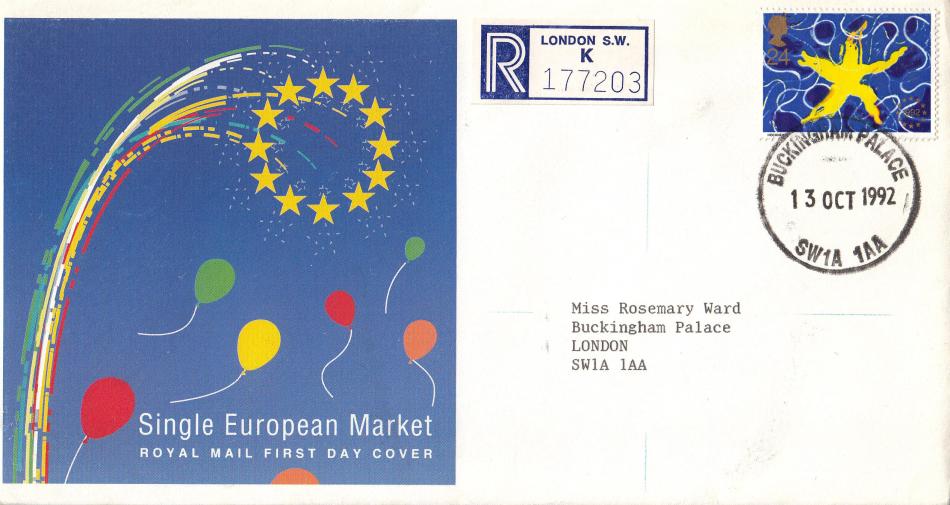 R
LONDON S.W.
K
177203
24
1992
BUCKINGHAM PALACE
13 OCT 1992
SW1A 1AA
Miss Rosemary Ward
Buckingham Palace
LONDON
SW1A 1AA
Single European Market
ROYAL MAIL FIRST DAY COVER